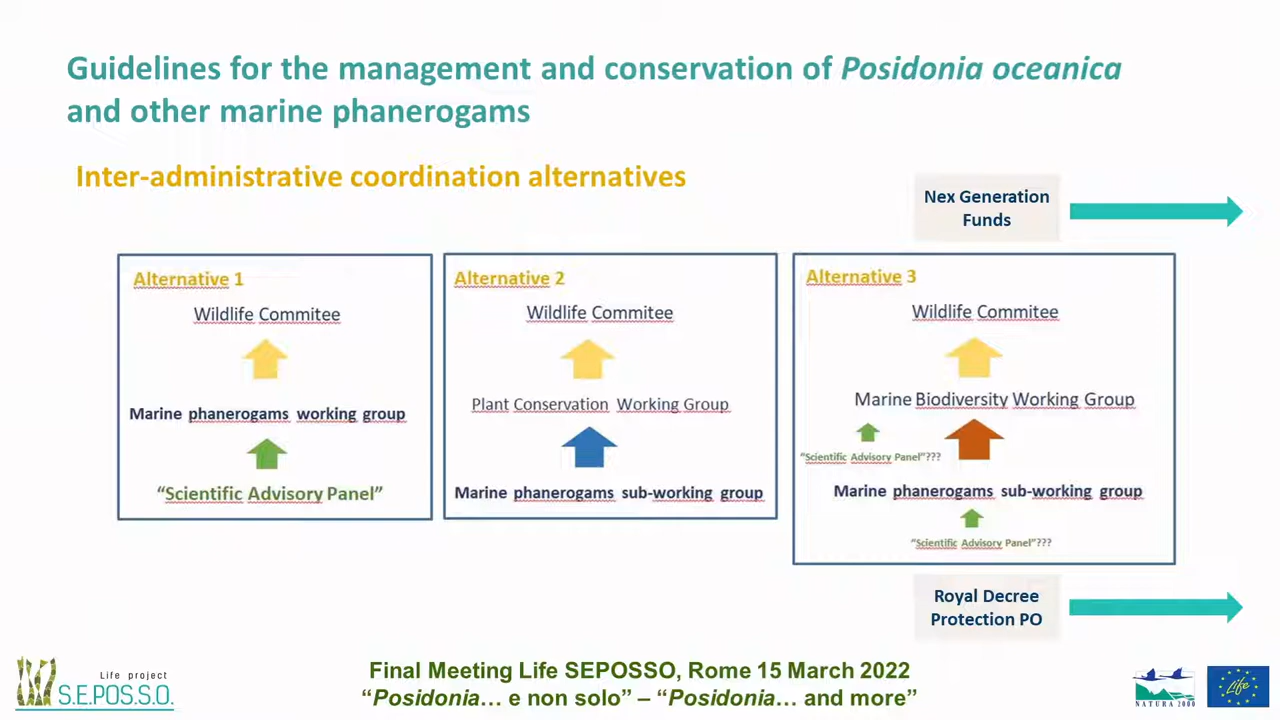 Guidelines for the management and conservation of Posidonia oceanica
and other marine phanerogams
Inter-administrative coordination alternatives
Nex Generation
Funds
Alternative 1
Wildlife Commitee
Marine phanerogams working group
“Scientific Advisory Panel”
Alternative 2
Wildlife Commitee
Plant Conservation Working Group
Marine phanerogams sub-working group
Alternative 3
Wildlife Commitee
Marine Biodiversity Working Group
“Scientific Advisory Panel”???
Marine phanerogams sub-working group
“Scientific Advisory Panel”???
Royal Decree
Protection PO
Life project
S.E.POS.S.O.
Final Meeting Life SEPOSSO, Rome 15 March 2022
“Posidonia… e non solo” – “Posidonia… and more”
NATURA 2000
Life